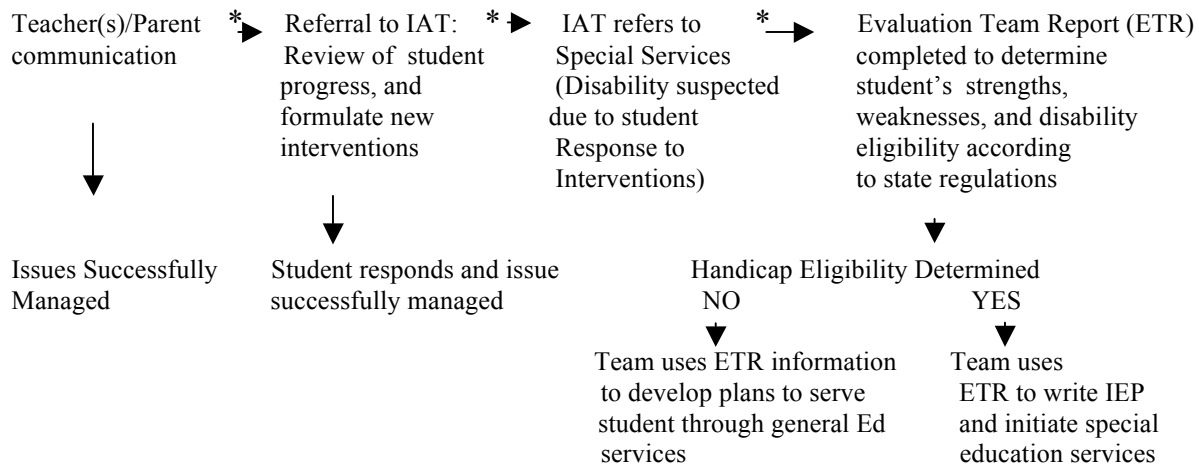 Teacher(s)/Parent
communication
*
Referral to IAT:
Review of student
progress, and
formulate new
interventions
*
IAT refers to
Special Services
(Disability suspected
due to student
Response to
Interventions)
*
Evaluation Team Report (ETR)
completed to determine
student’s strengths,
weaknesses, and disability
eligibility according
to state regulations
Issues Successfully
Managed
Student responds and issue
successfully managed
Handicap Eligibility Determined
NO
YES
Team uses ETR information
to develop plans to serve
student through general Ed
services
Team uses
ETR to write IEP
and initiate special
education services